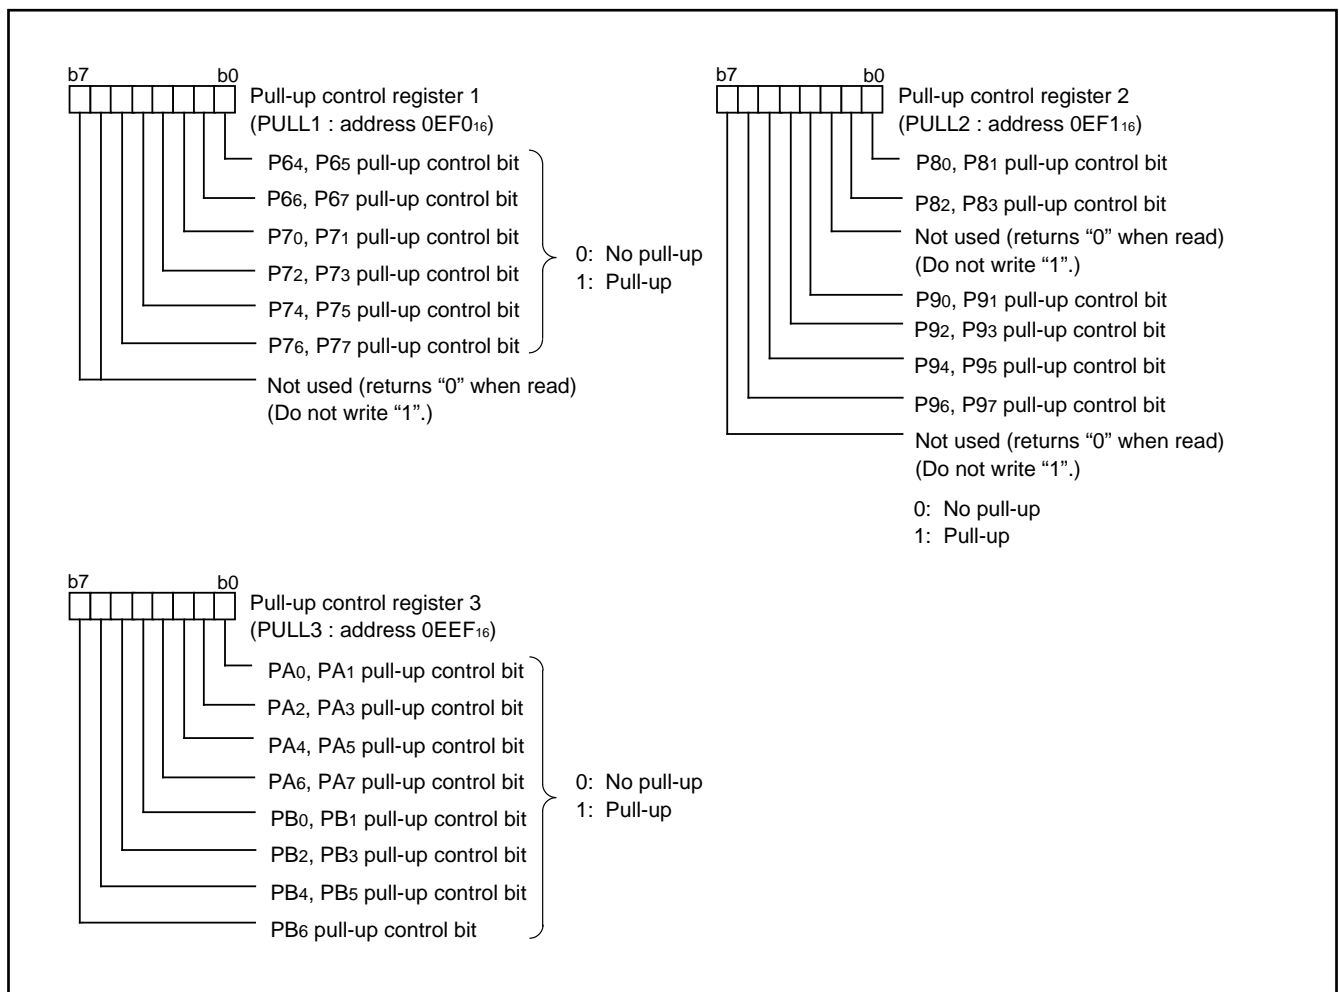 b7 b0
Pull-up control register 1
(PULL1 : address 0EF0₁₆)
P6₄, P6₅ pull-up control bit
P6₆, P6₇ pull-up control bit
P7₀, P7₁ pull-up control bit
P7₂, P7₃ pull-up control bit
P7₄, P7₅ pull-up control bit
P7₆, P7₇ pull-up control bit
0: No pull-up
1: Pull-up
Not used (returns “0” when read)
(Do not write “1”.)
b7 b0
Pull-up control register 2
(PULL2 : address 0EF1₁₆)
P8₀, P8₁ pull-up control bit
P8₂, P8₃ pull-up control bit
Not used (returns “0” when read)
(Do not write “1”.)
P9₀, P9₁ pull-up control bit
P9₂, P9₃ pull-up control bit
P9₄, P9₅ pull-up control bit
P9₆, P9₇ pull-up control bit
Not used (returns “0” when read)
(Do not write “1”.)
0: No pull-up
1: Pull-up
b7 b0
Pull-up control register 3
(PULL3 : address 0EEF₁₆)
PA₀, PA₁ pull-up control bit
PA₂, PA₃ pull-up control bit
PA₄, PA₅ pull-up control bit
PA₆, PA₇ pull-up control bit
PB₀, PB₁ pull-up control bit
PB₂, PB₃ pull-up control bit
PB₄, PB₅ pull-up control bit
PB₆ pull-up control bit
0: No pull-up
1: Pull-up